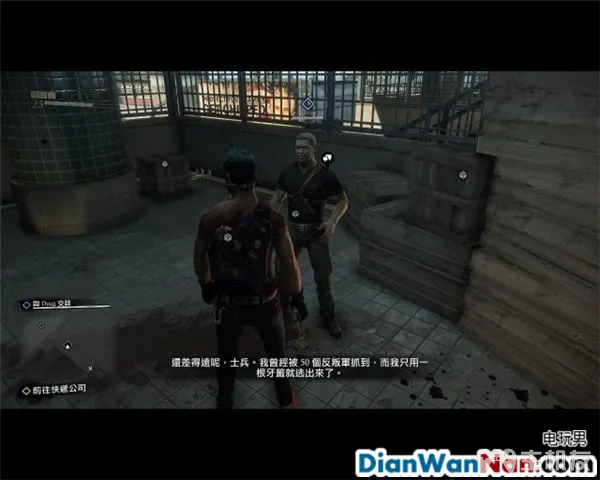 25
與 Doug 交談
N
還差得遠呢，士兵。我曾經被 50 個反叛軍抓到，而我只用一
根牙籤就逃出來了。
前往快遞公司
电玩男
DianWanNan.com